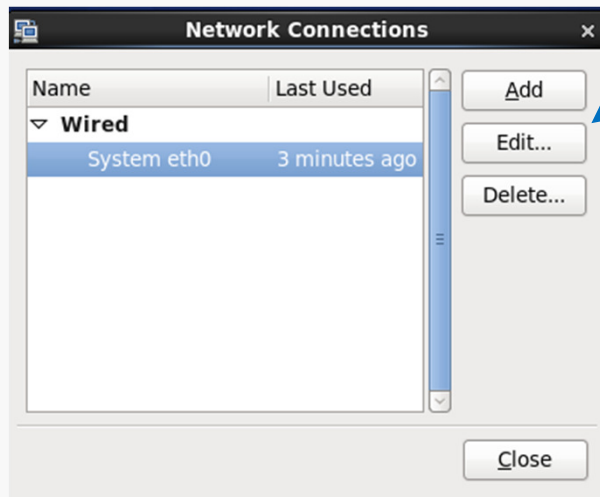 Network Connections
Name Last Used Add
Wired
Edit...
System eth0 3 minutes ago
Delete...
Close